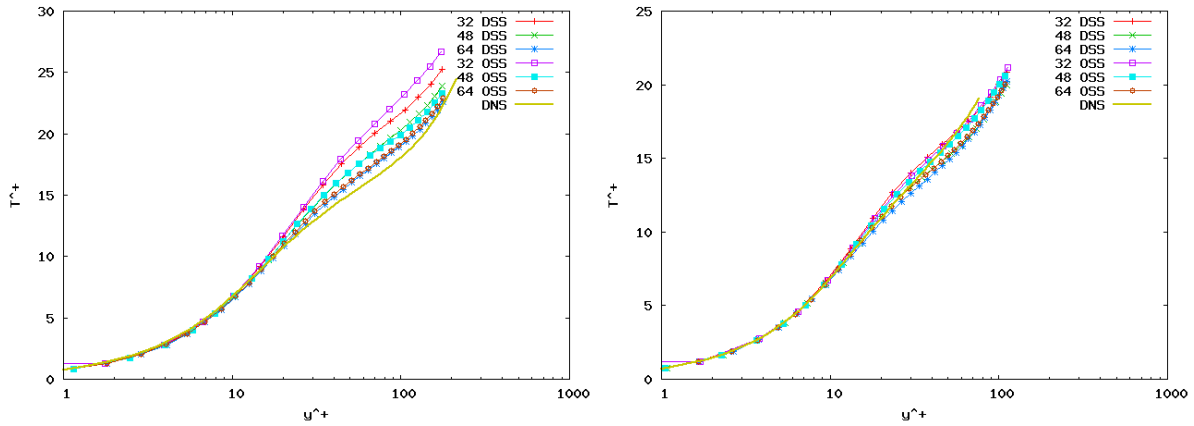 30
25
20
15
10
5
0
T^+
1
10
100
1000
y^+
32 DSS
48 DSS
64 DSS
32 OSS
48 OSS
64 OSS
DNS
25
20
15
10
5
0
T^+
1
10
100
1000
y^+
32 DSS
48 DSS
64 DSS
32 OSS
48 OSS
64 OSS
DNS